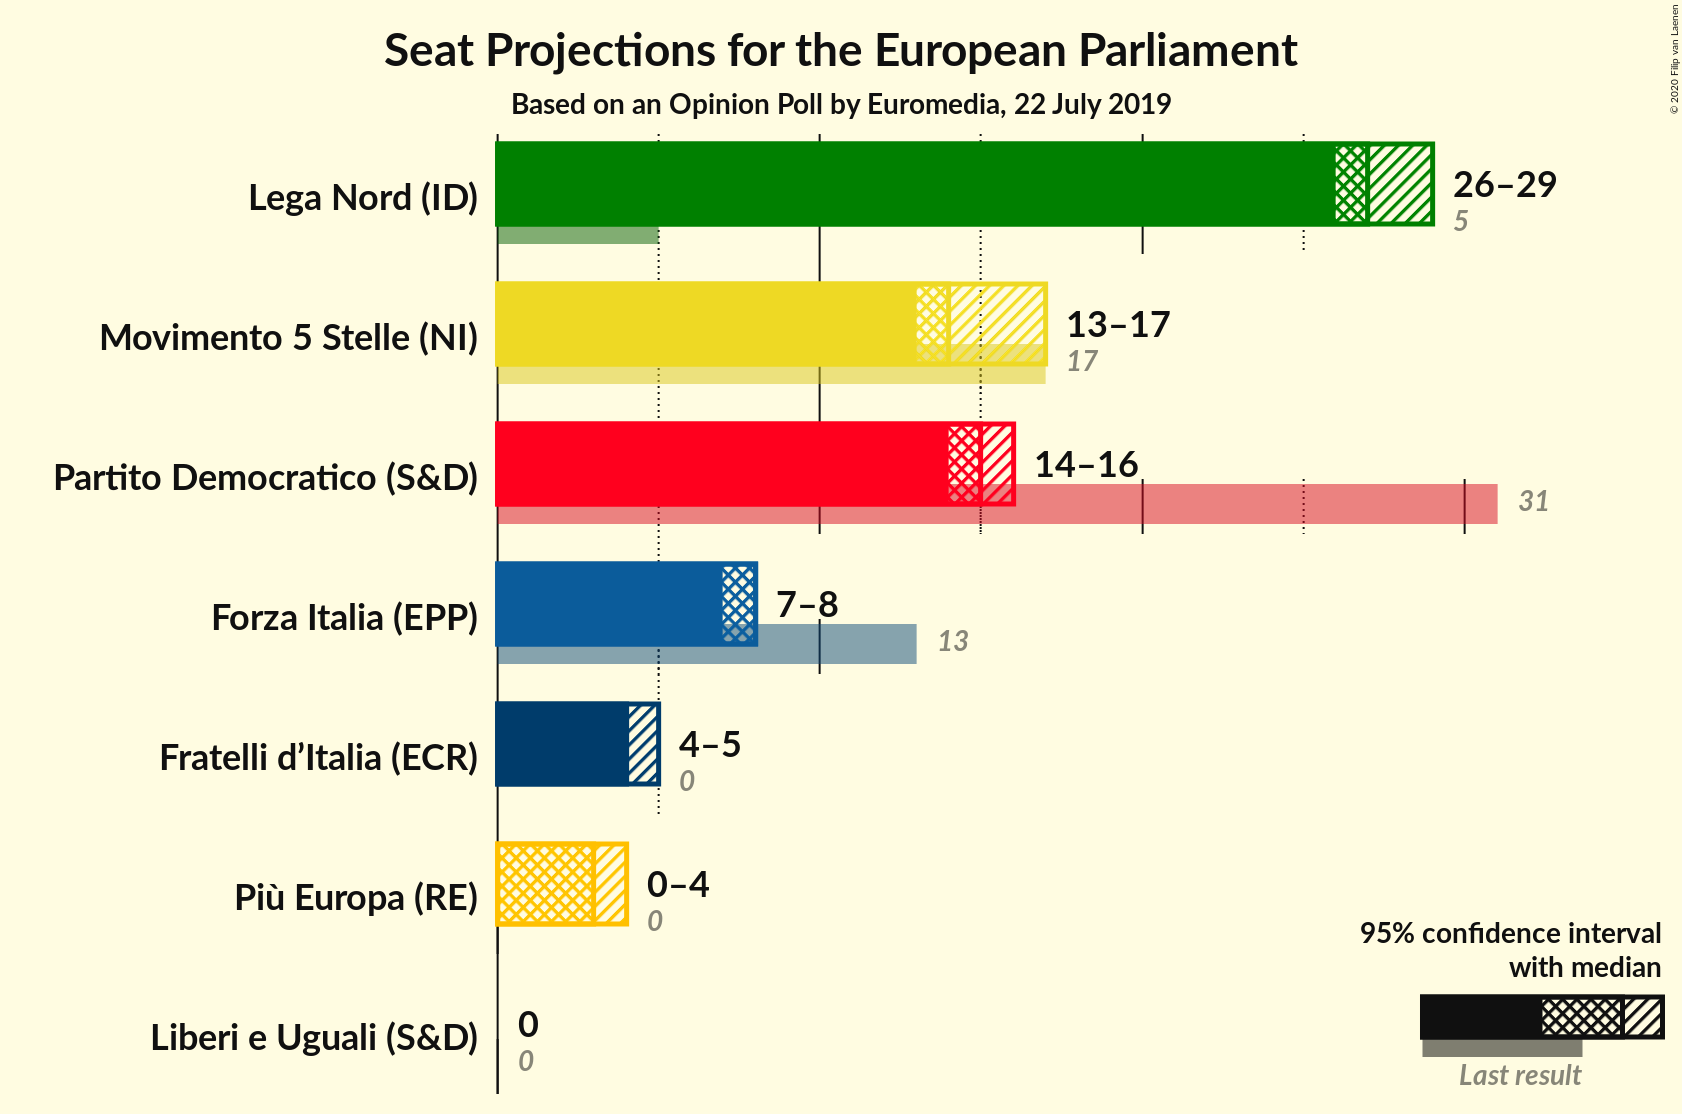 Seat Projections for the European Parliament
Based on an Opinion Poll by Euromedia, 22 July 2019
© 2020 Filip van Laenen
Lega Nord (ID)
26–29
5
Movimento 5 Stelle (NI)
13–17
17
Partito Democratico (S&D)
14–16
31
Forza Italia (EPP)
7–8
13
Fratelli d’Italia (ECR)
4–5
0
Più Europa (RE)
0–4
0
Liberi e Uguali (S&D)
0
0
95% confidence interval
with median
Last result